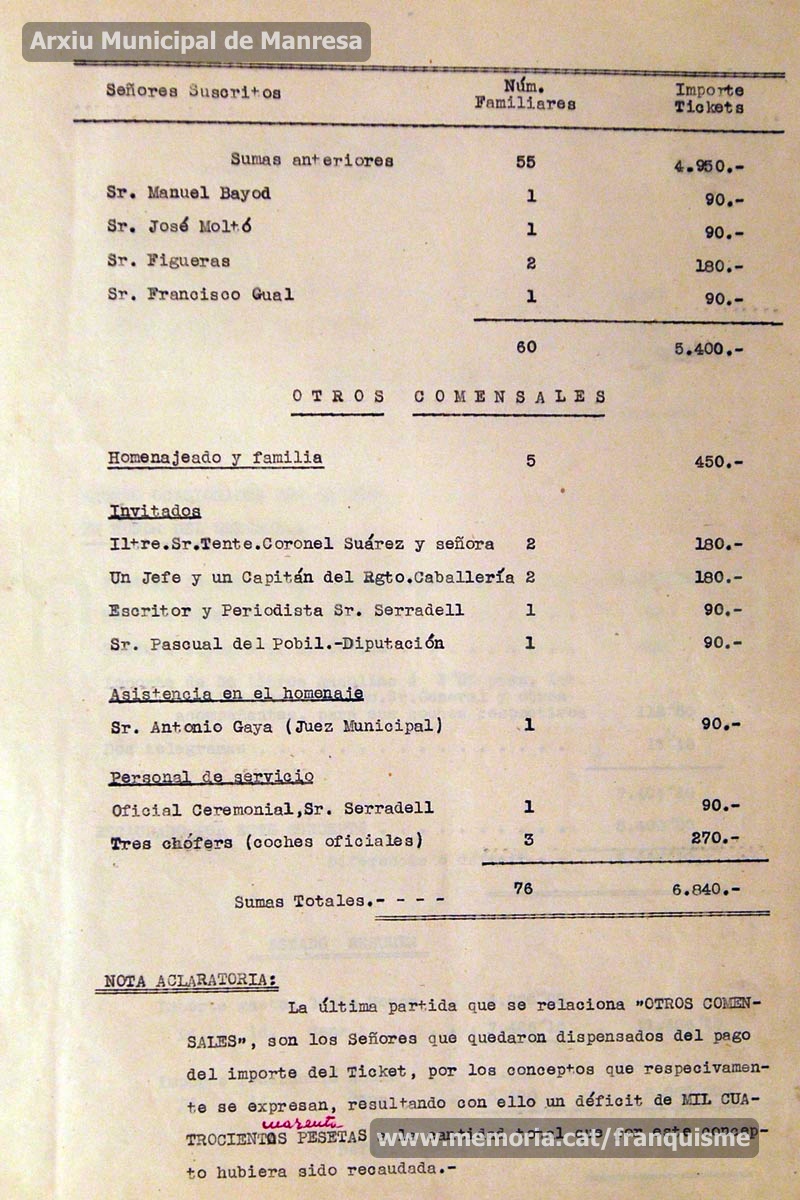 Arxiu Municipal de Manresa
Señores Suscritos Núm. Familiares Importe Tickets
Sumas anteriores 55 4.950.-
Sr. Manuel Bayod 1 90.-
Sr. José Moltó 1 90.-
Sr. Figueras 2 180.-
Sr. Francisco Gual 1 90.-
60 5.400.-
OTROS COMENSALES
Homenajeado y familia 5 450.-
Invitados
Iltre.Sr.Tente.Coronel Suárez y señora 2 180.-
Un Jefe y un Capitán del Rgto.Caballería 2 180.-
Escritor y Periodista Sr. Serradell 1 90.-
Sr. Pascual del Pobil.-Diputación 1 90.-
Asistencia en el homenaje
Sr. Antonio Gaya (Juez Municipal) 1 90.-
Personal de servicio
Oficial Ceremonial,Sr. Serradell 1 90.-
Tres chófers (coches oficiales) 3 270.-
76 6.840.-
Sumas Totales.- - - -
NOTA ACLARATORIA:
La última partida que se relaciona "OTROS COMEN-
SALES", son los Señores que quedaron dispensados del pago
del importe del Ticket, por los conceptos que respecivamen-
te se expresan, resultando con ello un déficit de MIL CUA-
cuarenta
TROCIENTOS PESETAS a la cantidad total que por este concep-
www.memoria.cat/franquisme
to hubiera sido recaudada.-